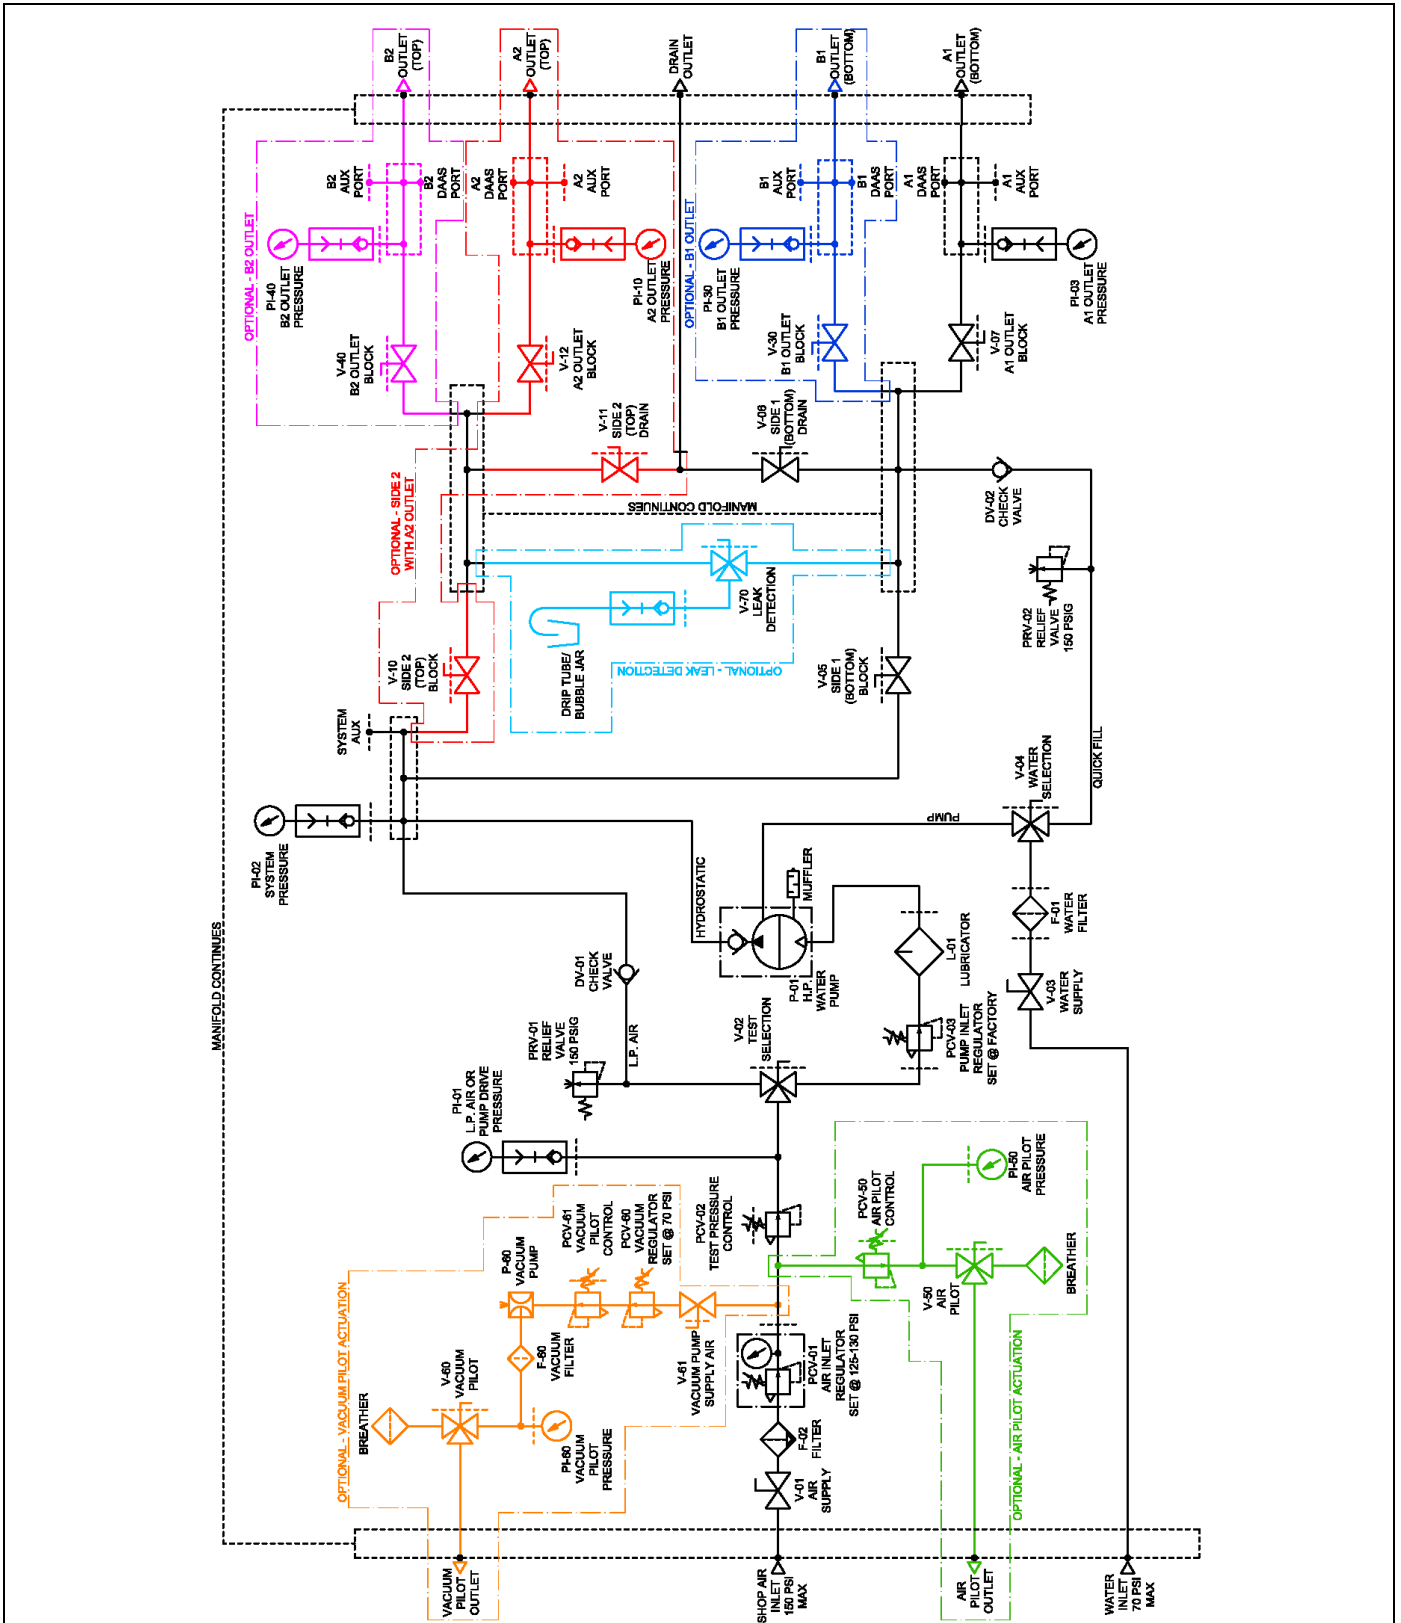 B2
OUTLET
(TOP)
A2
OUTLET
(TOP)
DRAIN
OUTLET
B1
OUTLET
(BOTTOM)
A1
OUTLET
(BOTTOM)
B2
AUX
PORT
B2
DAAS
PORT
A2
DAAS
PORT
A2
AUX
PORT
B1
AUX
PORT
B1
DAAS
PORT
A1
DAAS
PORT
A1
AUX
PORT
OPTIONAL - B2 OUTLET
PI-40
B2 OUTLET
PRESSURE
PI-10
A2 OUTLET
PRESSURE
OPTIONAL - B1 OUTLET
PI-30
B1 OUTLET
PRESSURE
PI-03
A1 OUTLET
PRESSURE
V-40
B2 OUTLET
BLOCK
V-12
A2 OUTLET
BLOCK
V-30
B1 OUTLET
BLOCK
V-07
A1 OUTLET
BLOCK
V-11
SIDE 2
(TOP)
DRAIN
V-06
SIDE 1
(BOTTOM)
DRAIN
OPTIONAL - SIDE 2
WITH A2 OUTLET
MANIFOLD CONTINUES
DV-02
CHECK
VALVE
PRV-02
RELIEF
VALVE
150 PSIG
V-10
SIDE 2
(TOP)
BLOCK
DRIP TUBE/
BUBBLE JAR
V-70
LEAK
DETECTION
OPTIONAL - LEAK DETECTION
V-05
SIDE 1
(BOTTOM)
BLOCK
SYSTEM
AUX
PI-02
SYSTEM
PRESSURE
MANIFOLD CONTINUES
HYDROSTATIC
PUMP
V-04
WATER
SELECTION
QUICK FILL
MUFFLER
P-01
H.P.
WATER
PUMP
L-01
LUBRICATOR
F-01
WATER
FILTER
V-03
WATER
SUPPLY
DV-01
CHECK
VALVE
PRV-01
RELIEF
VALVE
150 PSIG
L.P. AIR
V-02
TEST
SELECTION
PCV-03
PUMP INLET
REGULATOR
SET @ FACTORY
PI-01
L.P. AIR OR
PUMP DRIVE
PRESSURE
PCV-02
TEST PRESSURE
CONTROL
PCV-50
AIR PILOT
CONTROL
PI-50
AIR PILOT
PRESSURE
V-50
AIR
PILOT
BREATHER
OPTIONAL - AIR PILOT ACTUATION
P-60
VACUUM
PUMP
PCV-61
VACUUM
PILOT
CONTROL
PCV-60
VACUUM
REGULATOR
SET @ 70 PSI
F-60
VACUUM
FILTER
V-61
VACUUM PUMP
SUPPLY AIR
V-60
VACUUM
PILOT
BREATHER
OPTIONAL - VACUUM PILOT ACTUATION
PI-60
VACUUM
PILOT
PRESSURE
PCV-01
AIR INLET
REGULATOR
SET @ 125-130 PSI
F-02
FILTER
V-01
AIR
SUPPLY
VACUUM
PILOT
OUTLET
SHOP AIR
INLET
150 PSI
MAX
AIR
PILOT
OUTLET
WATER
INLET
70 PSI
MAX